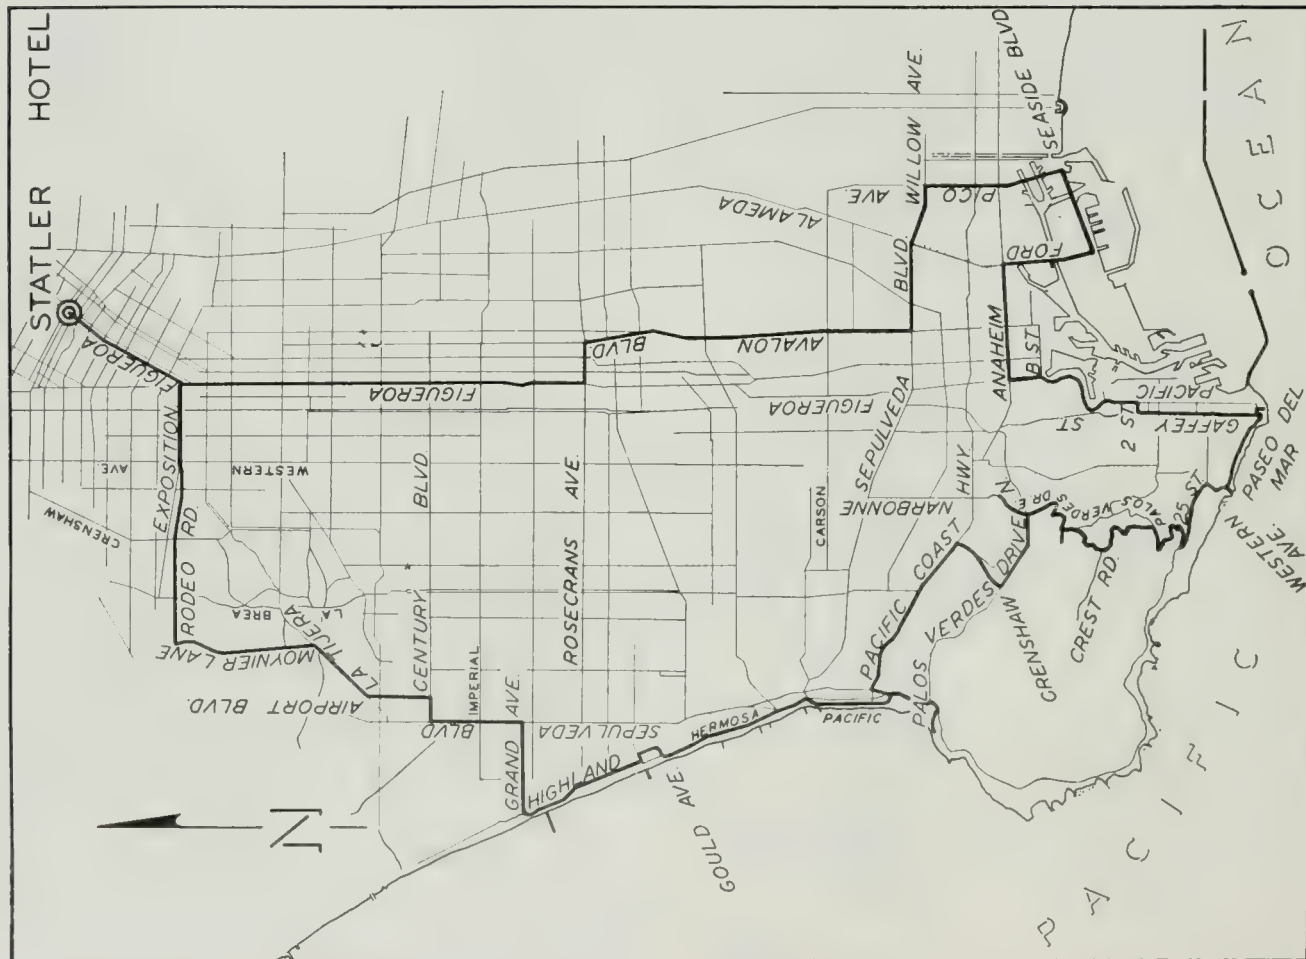 STATLER HOTEL
FIGUEROA
EXPOSITION
AVE.
CRENSHAW
WESTERN
RODEO RD.
LA BREA
MOYNIER LANE
LA TIJERA
AIRPORT BLVD.
CENTURY BLVD
IMPERIAL
FIGUEROA
GRAND AVE.
BLVD
SEPULVEDA
ROSECRANS AVE.
HIGHLAND
GOULD AVE
HERMOSA
PACIFIC
BLVD.
AVALON
ALAMEDA
FIGUEROA
CARSON
SEPULVEDA BLVD.
WILLOW AVE.
NARBONNE
AVE.
PICO
PACIFIC COAST HWY
ANAHEIM
FORD
SEASIDE BLVD
B ST
PALOS VERDES DRIVE N.
PALOS VERDES DR. E.
CRENSHAW
CREST RD.
ST
2 ST.
GAFFEY
PACIFIC
25 ST.
WESTERN AVE.
PASEO DEL MAR
PACIFIC OCEAN
N